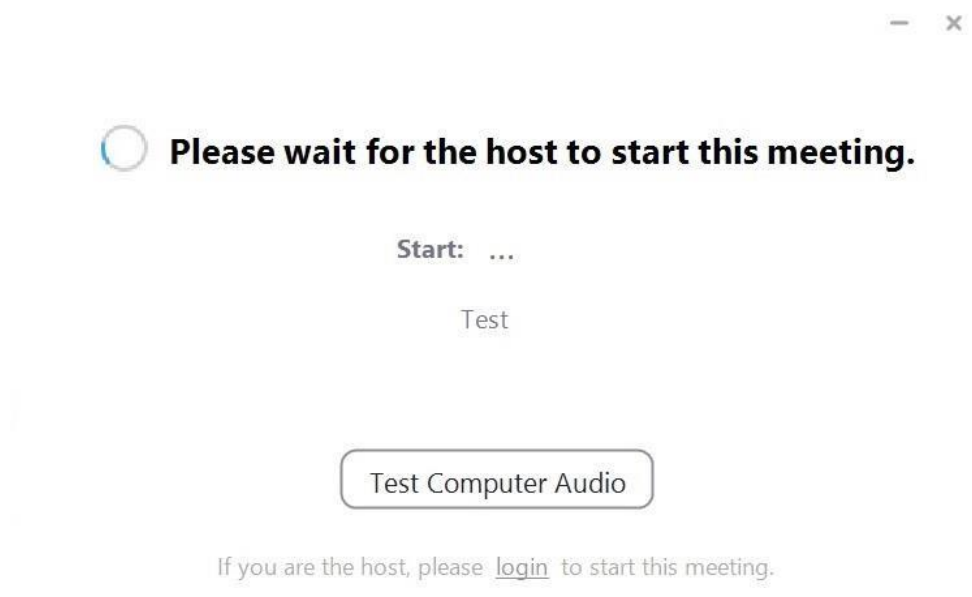 Please wait for the host to start this meeting.
Start: ...
Test
Test Computer Audio
If you are the host, please login to start this meeting.